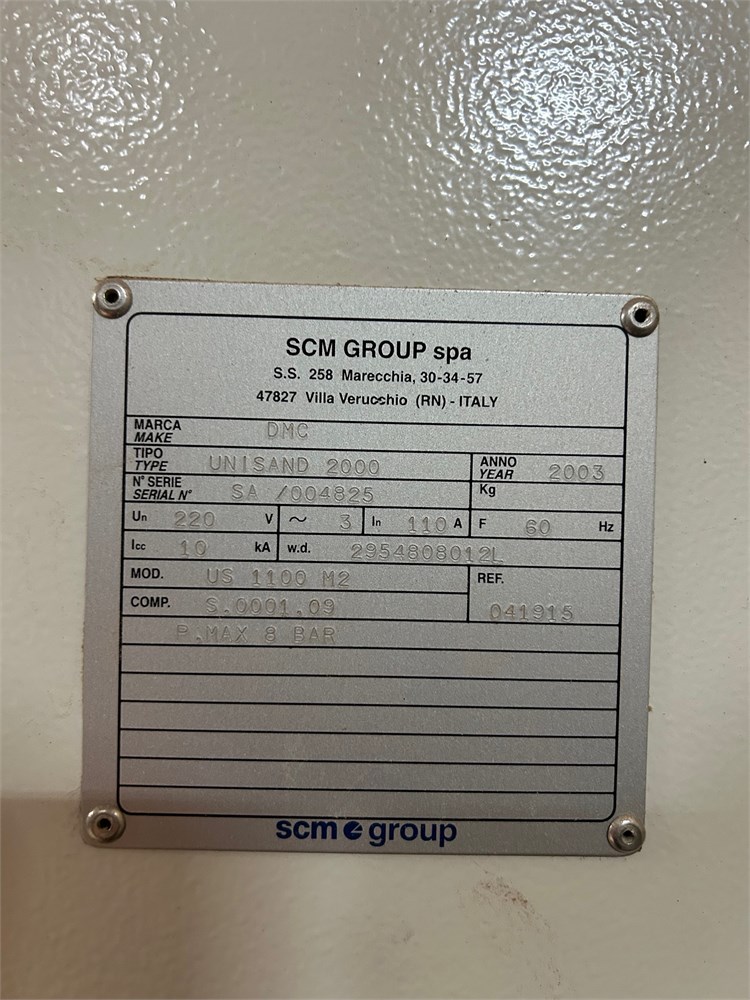 SCM GROUP spa
S.S. 258 Marecchia, 30-34-57
47827 Villa Verucchio (RN) - ITALY
MARCA
MAKE DMC
TIPO
TYPE UNISAND 2000
ANNO
YEAR 2003
N° SERIE
SERIAL N° SA /004825
Kg
Un 220 V ~ 3 In 110 A F 60 Hz
Icc 10 kA w.d. 2954808012L
MOD. US 1100 M2
REF.
COMP. S.0001.09
041915
P.MAX 8 BAR
scm group